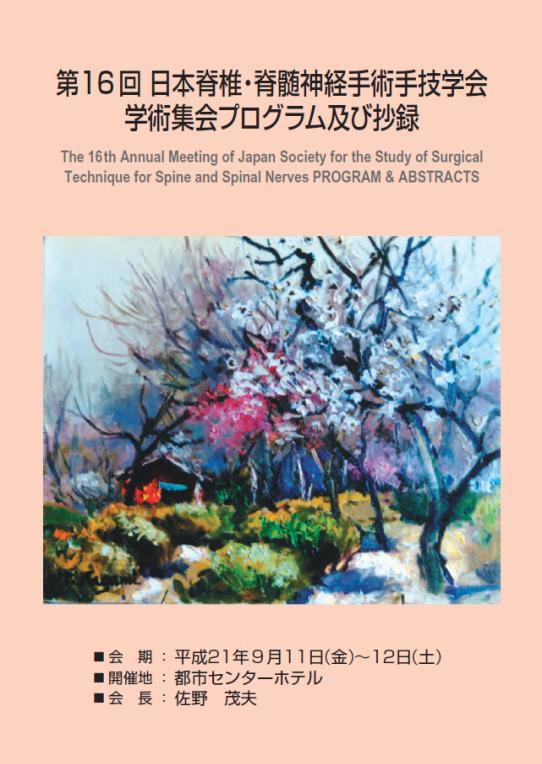 第16回 日本脊椎・脊髄神経手術手技学会
学術集会プログラム及び抄録
The 16th Annual Meeting of Japan Society for the Study of Surgical
Technique for Spine and Spinal Nerves PROGRAM & ABSTRACTS
■会　期：平成21年9月11日(金)～12日(土)
■開催地：都市センターホテル
■会　長：佐野　茂夫